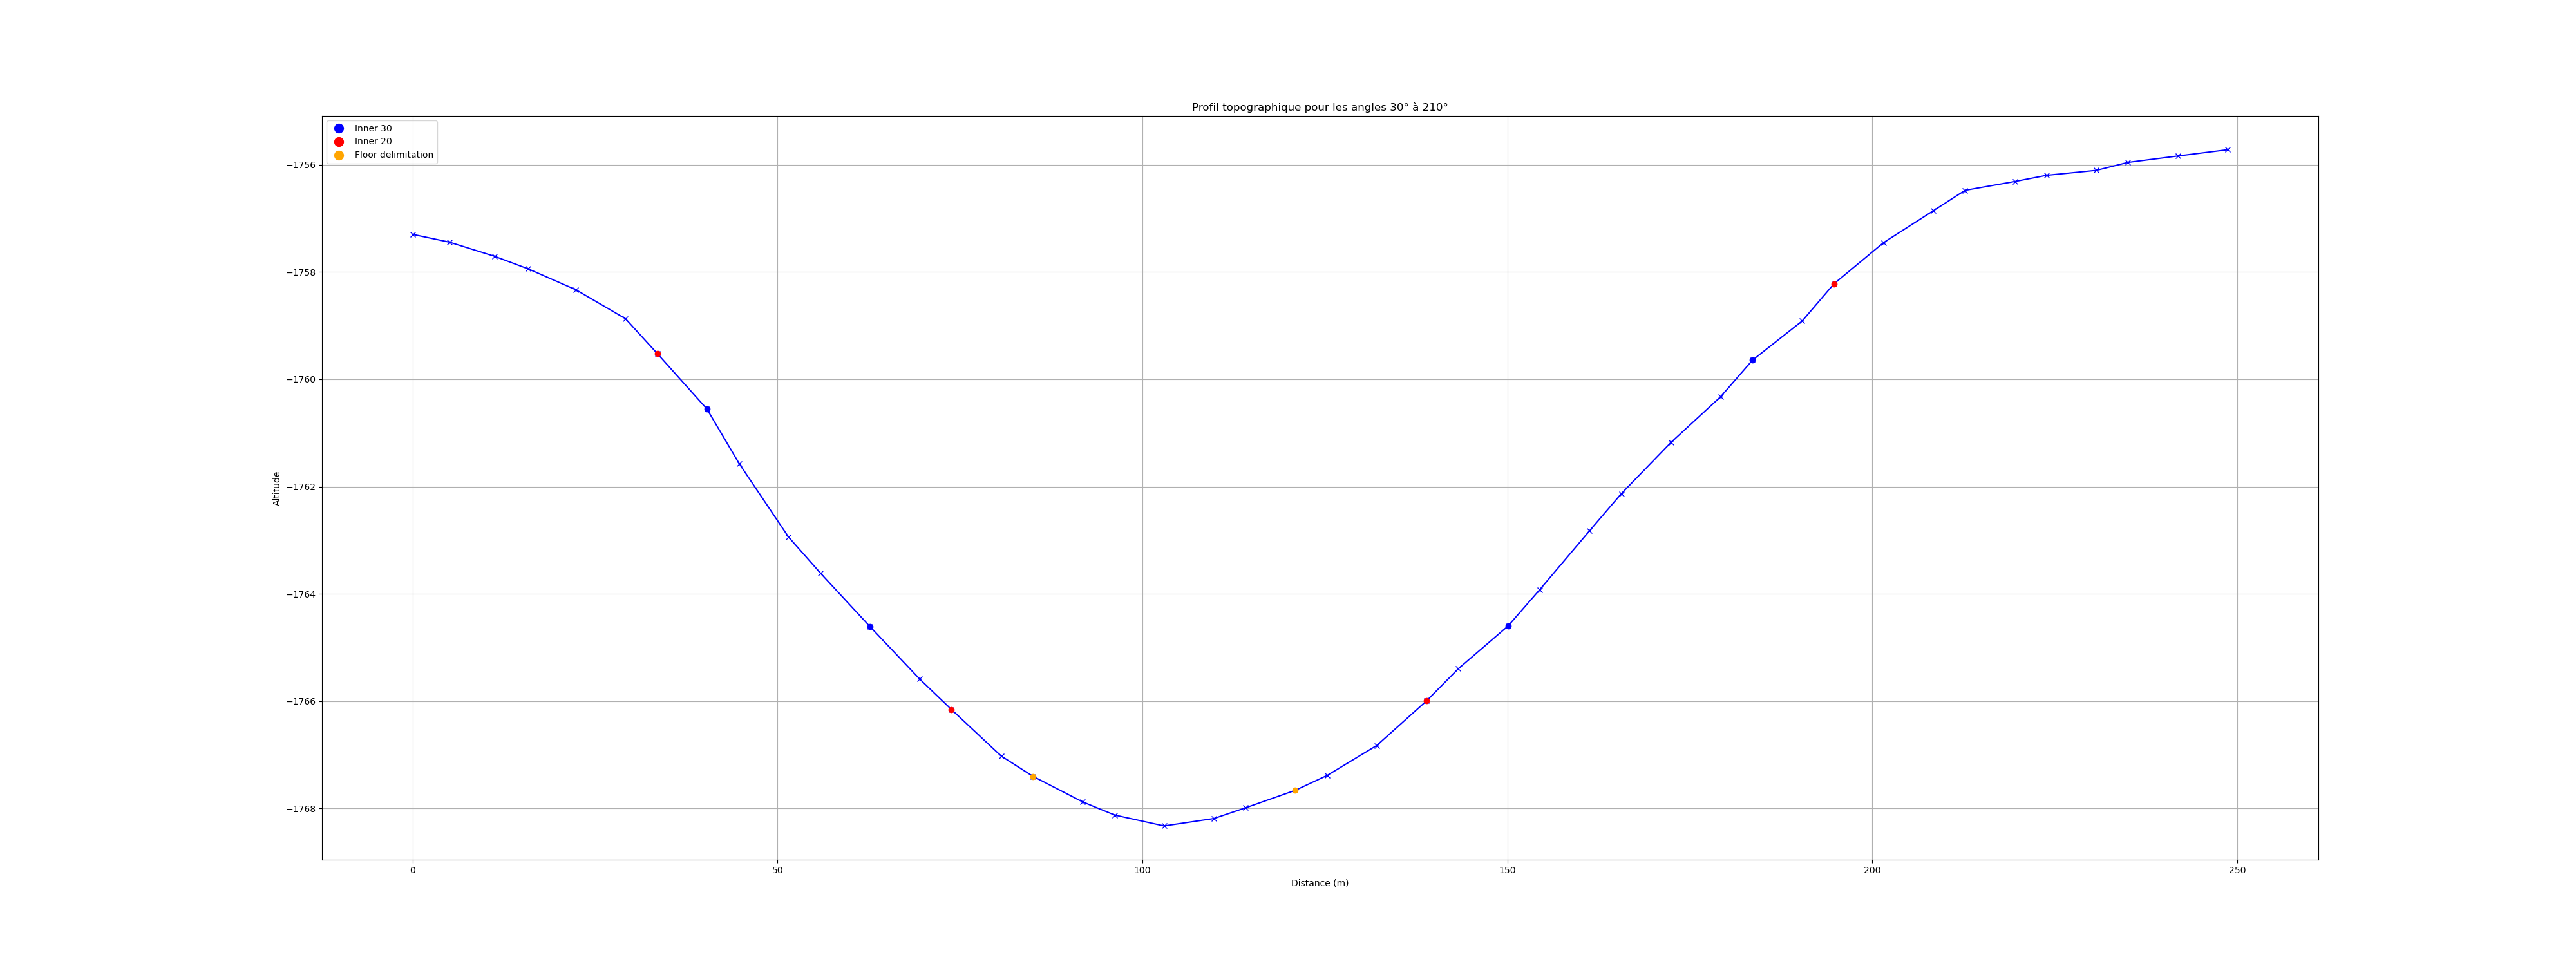 Profil topographique pour les angles 30° à 210°
Inner 30
Inner 20
Floor delimitation
−1756
−1758
−1760
−1762
−1764
−1766
−1768
Altitude
0 50 100 150 200 250
Distance (m)